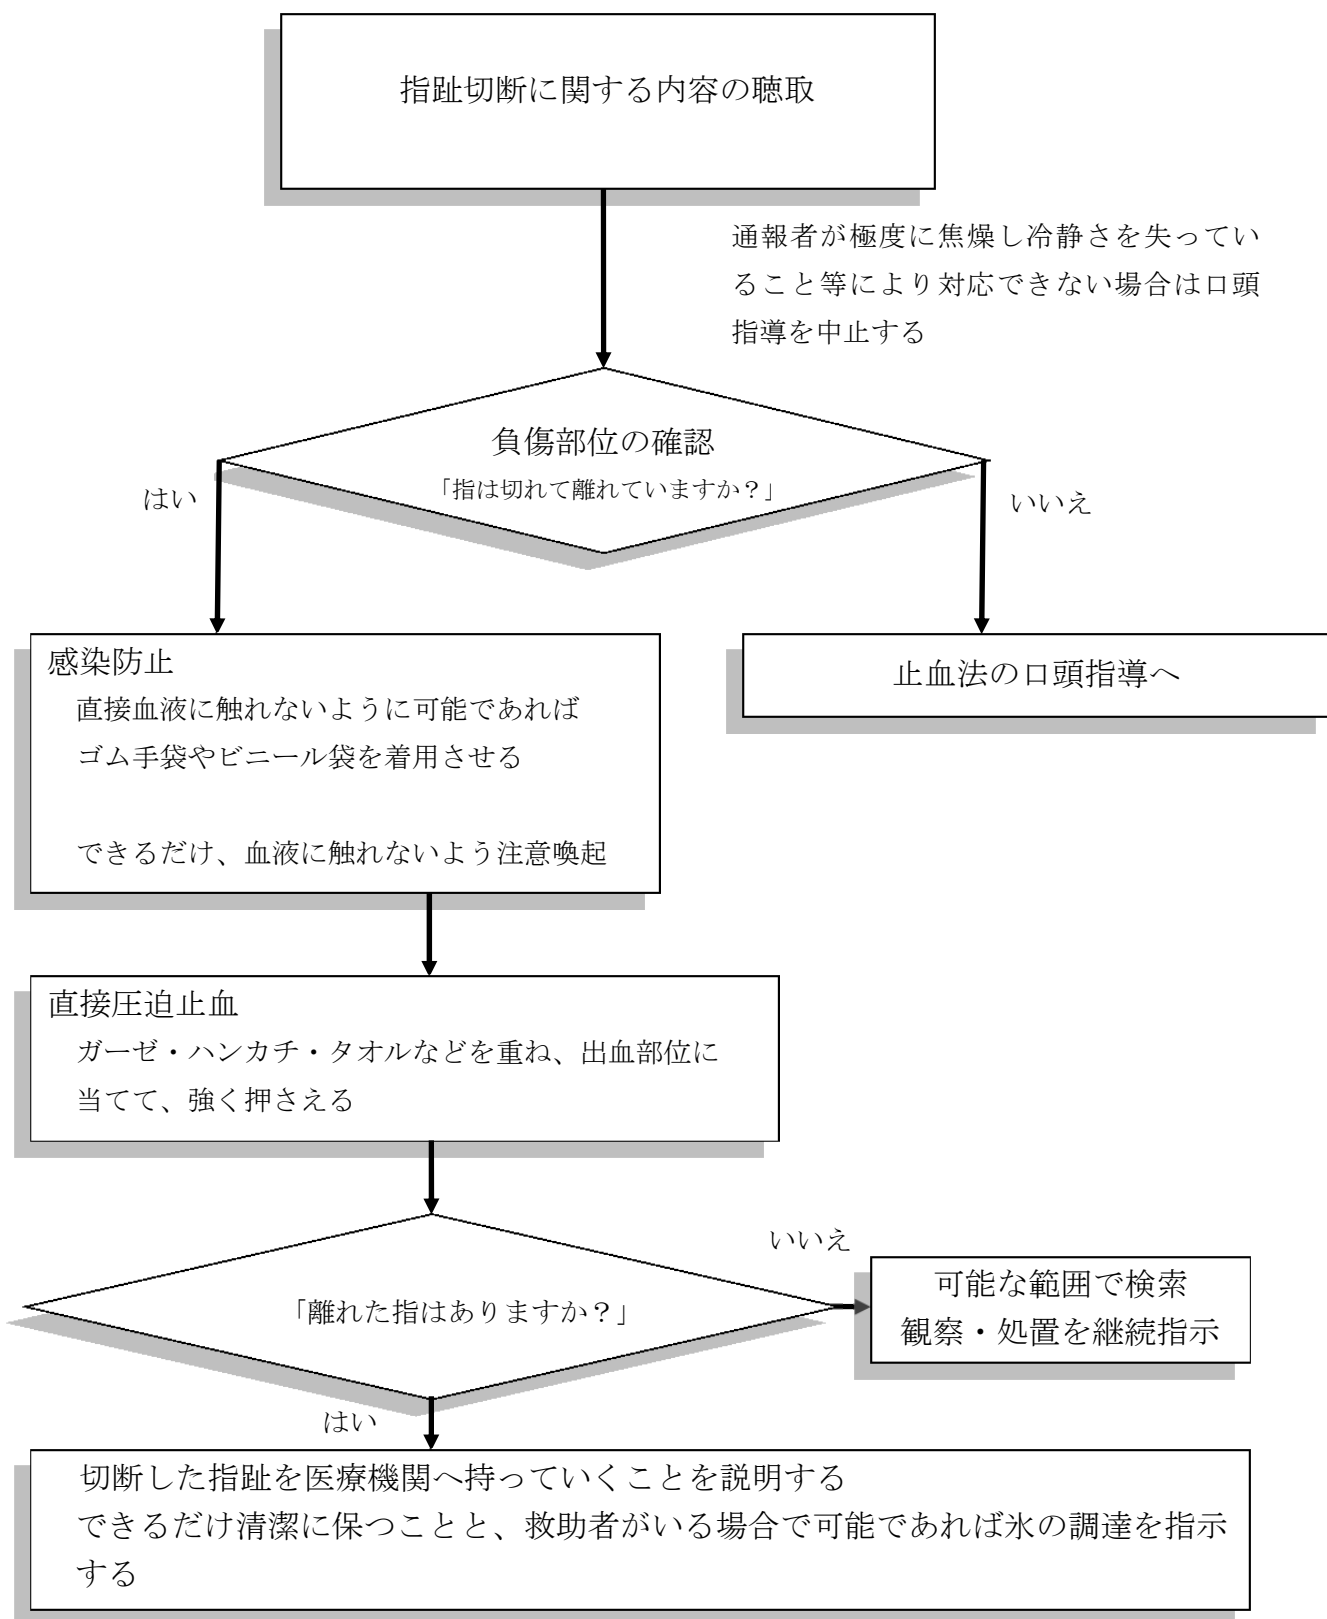 指趾切断に関する内容の聴取
通報者が極度に焦燥し冷静さを失ってい
ること等により対応できない場合は口頭
指導を中止する
負傷部位の確認
「指は切れて離れていますか？」
はい
いいえ
感染防止
直接血液に触れないように可能であれば
ゴム手袋やビニール袋を着用させる
できるだけ、血液に触れないよう注意喚起
止血法の口頭指導へ
直接圧迫止血
ガーゼ・ハンカチ・タオルなどを重ね、出血部位に
当てて、強く押さえる
「離れた指はありますか？」
いいえ
可能な範囲で検索
観察・処置を継続指示
はい
切断した指趾を医療機関へ持っていくことを説明する
できるだけ清潔に保つことと、救助者がいる場合で可能であれば氷の調達を指示
する